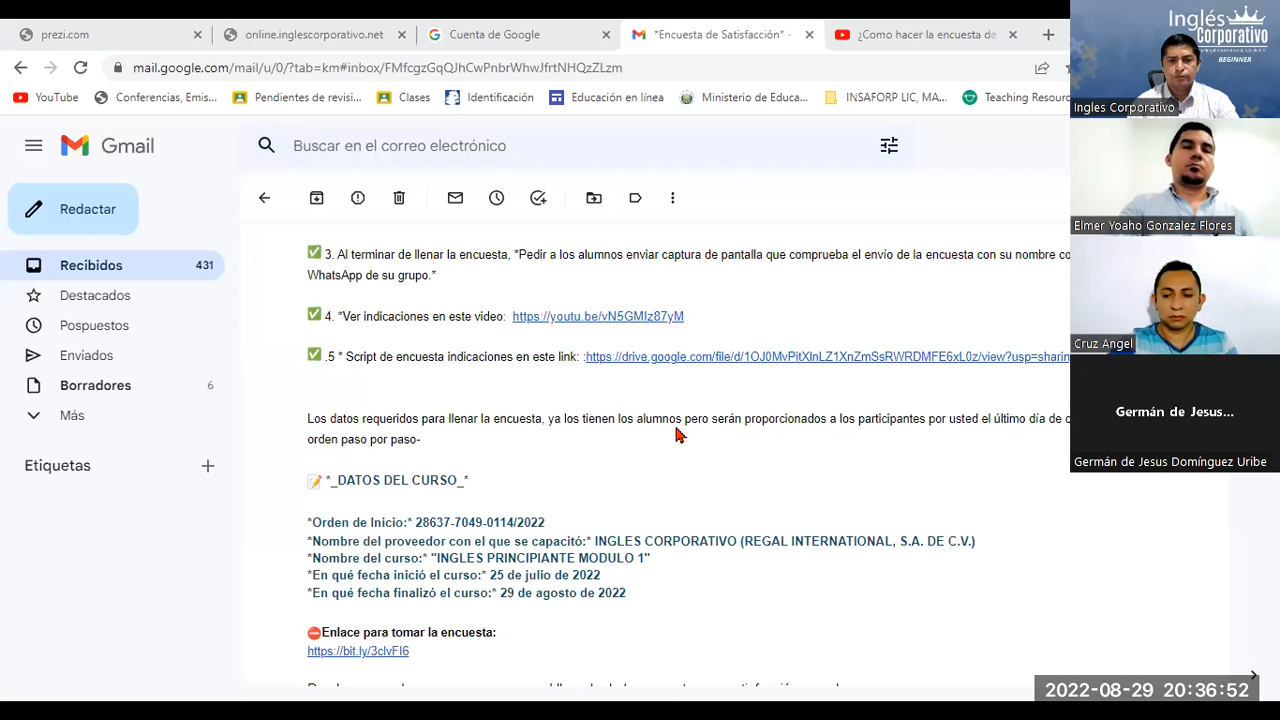 prezi.com
online.inglescorporativo.net
Cuenta de Google
*Encuesta de Satisfacción* -
¿Como hacer la encuesta de
mail.google.com/mail/u/0/?tab=km#inbox/FMfcgzGqQJhCwPrbrWvnWcrNHQzZLzm
YouTube
Conferencias, Emis...
Pendientes de revisi...
Clases
Identificación
Educación en línea
Ministerio de Educa...
INSAFORP LIC, MA...
Teaching Resourc
Gmail
Buscar en el correo electrónico
Redactar
Recibidos 431
Destacados
Pospuestos
Enviados
Borradores 6
Más
Etiquetas
3. Al terminar de llenar la encuesta, *Pedir a los alumnos enviar captura de pantalla que comprueba el envío de la encuesta con su nombre co
WhatsApp de su grupo.*
4. *Ver indicaciones en este video: https://youtu.be/vN5GMIz87yM
.5 * Script de encuesta indicaciones en este link: :https://drive.google.com/file/d/1OJ0MvPitXlnLZ1XnZmSsRWRDMFE6xL0z/view?usp=sharin
Los datos requeridos para llenar la encuesta, ya los tienen los alumnos pero serán proporcionados a los participantes por usted el último día de c
orden paso por paso-
*_DATOS DEL CURSO_*
*Orden de Inicio:* 28637-7049-0114/2022
*Nombre del proveedor con el que se capacitó:* INGLES CORPORATIVO (REGAL INTERNATIONAL, S.A. DE C.V.)
*Nombre del curso:* "INGLES PRINCIPIANTE MODULO 1"
*En qué fecha inició el curso:* 25 de julio de 2022
*En qué fecha finalizó el curso:* 29 de agosto de 2022
Enlace para tomar la encuesta:
https://bit.ly/3clvFI6
Inglés
Corporativo
BEGINNER
Ingles Corporativo
Elmer Yoaho Gonzalez Flores
Cruz Angel
Germán de Jesus...
Germán de Jesus Domínguez Uribe
2022-08-29 20:36:52